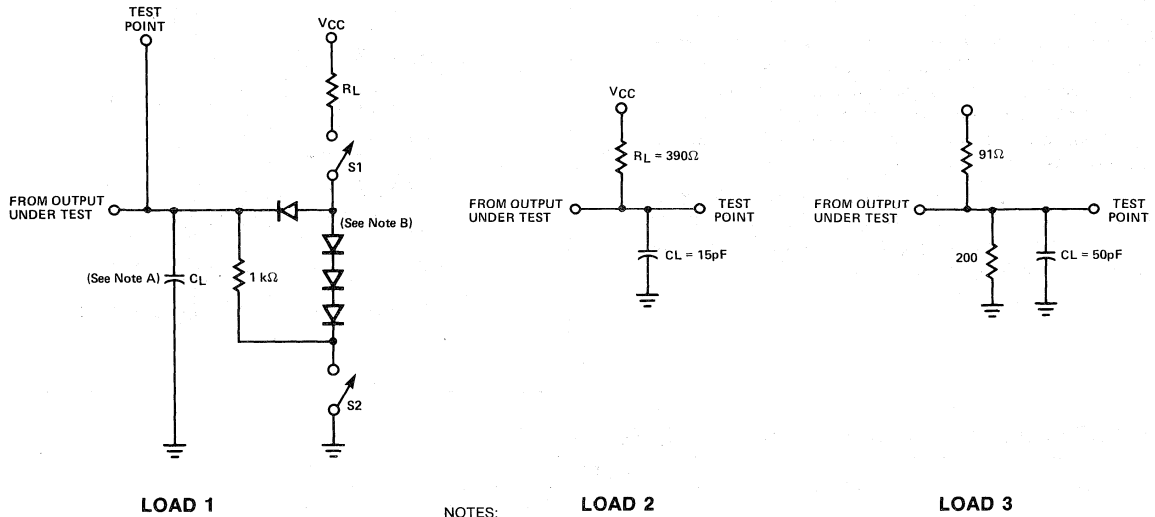 TEST
POINT
VCC
RL
S1
FROM OUTPUT
UNDER TEST
(See Note B)
(See Note A)
CL
1 kΩ
S2
LOAD 1
VCC
RL = 390Ω
FROM OUTPUT
UNDER TEST
TEST
POINT
CL = 15pF
NOTES:
LOAD 2
91Ω
FROM OUTPUT
UNDER TEST
TEST
POINT
200
CL = 50pF
LOAD 3